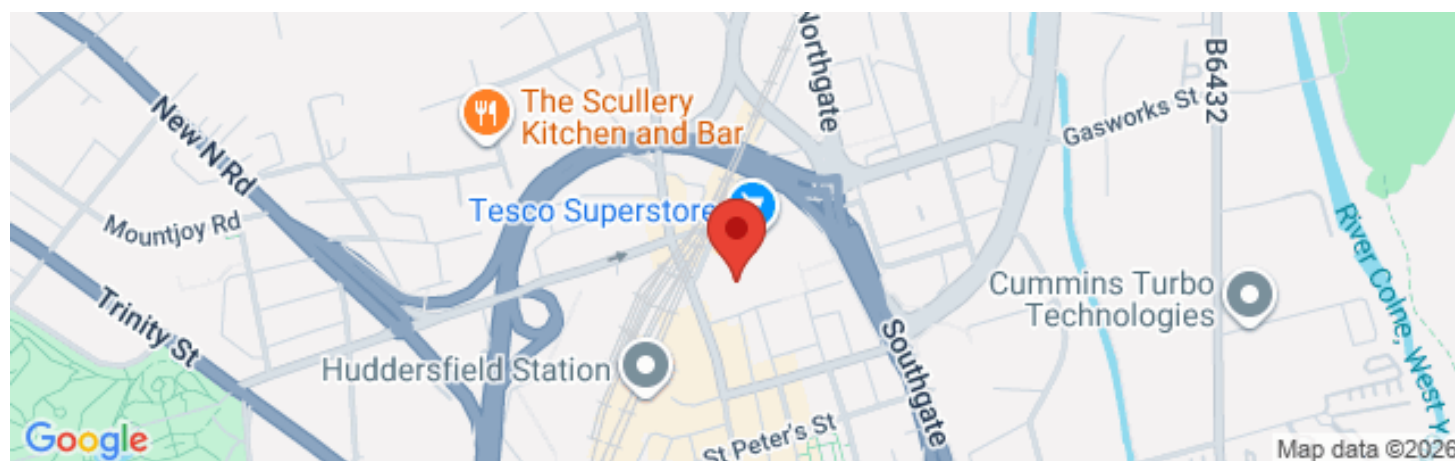 Northgate
B6432
The Scullery
Kitchen and Bar
Gasworks St
New N Rd
Mountjoy Rd
Tesco Superstore
River Colne, West Y
Trinity St
Cummins Turbo
Technologies
Huddersfield Station
Southgate
St Peter's St
Google
Map data ©2026